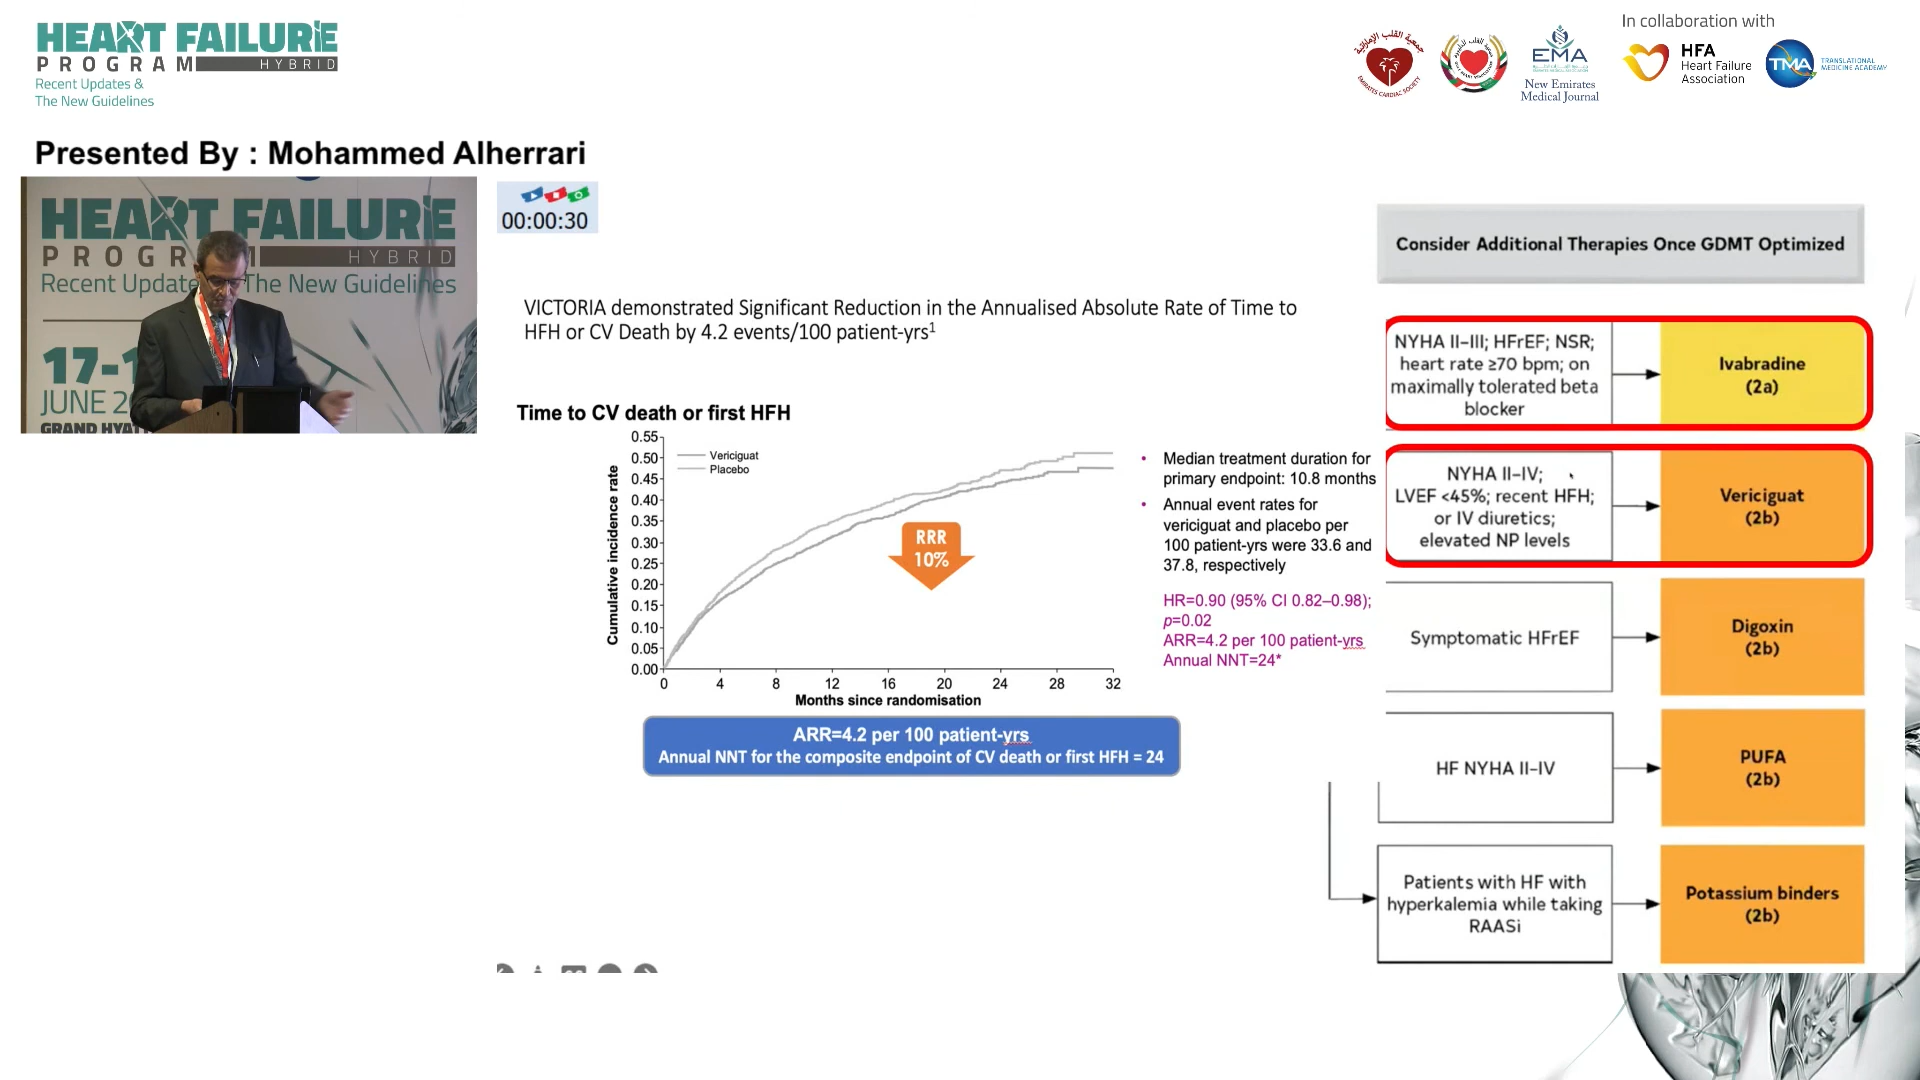 HEART FAILURE
PROGRAM HYBRID
Recent Updates &
The New Guidelines
EMIRATES CARDIAC SOCIETY
EMA
New Emirates
Medical Journal
In collaboration with
HFA
Heart Failure
Association
TMA
TRANSLATIONAL
MEDICINE ACADEMY
Presented By : Mohammed Alherrari
HEART FAILURE
PROGR HYBRID
Recent Update The New Guidelines
17-1
JUNE 2
GRAND HYAT
00:00:30
VICTORIA demonstrated Significant Reduction in the Annualised Absolute Rate of Time to
HFH or CV Death by 4.2 events/100 patient-yrs¹
Time to CV death or first HFH
Cumulative incidence rate
0.55
0.50
0.45
0.40
0.35
0.30
0.25
0.20
0.15
0.10
0.05
0.00
Vericiguat
Placebo
RRR
10%
0 4 8 12 16 20 24 28 32
Months since randomisation
• Median treatment duration for
primary endpoint: 10.8 months
• Annual event rates for
vericiguat and placebo per
100 patient-yrs were 33.6 and
37.8, respectively
HR=0.90 (95% CI 0.82–0.98);
p=0.02
ARR=4.2 per 100 patient-yrs
Annual NNT=24*
ARR=4.2 per 100 patient-yrs
Annual NNT for the composite endpoint of CV death or first HFH = 24
Consider Additional Therapies Once GDMT Optimized
NYHA II–III; HFrEF; NSR;
heart rate ≥70 bpm; on
maximally tolerated beta
blocker
Ivabradine
(2a)
NYHA II–IV;
LVEF <45%; recent HFH;
or IV diuretics;
elevated NP levels
Vericiguat
(2b)
Symptomatic HFrEF
Digoxin
(2b)
HF NYHA II–IV
PUFA
(2b)
Patients with HF with
hyperkalemia while taking
RAASi
Potassium binders
(2b)